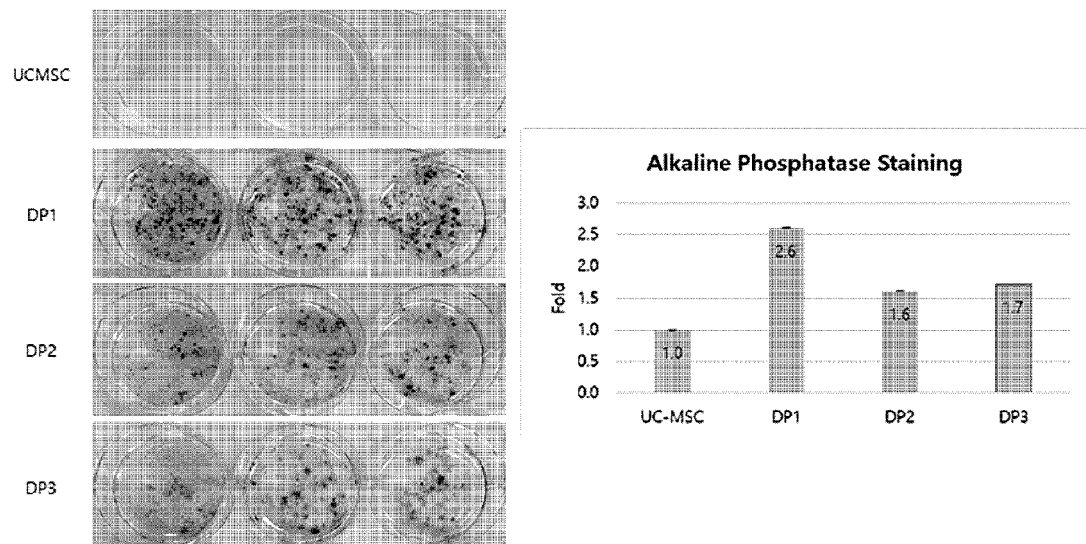 UCMSC
DP1
DP2
DP3
Alkaline Phosphatase Staining
Fold
3.0
2.5
2.0
1.5
1.0
0.5
0.0
1.0
2.6
1.6
1.7
UC-MSC DP1 DP2 DP3